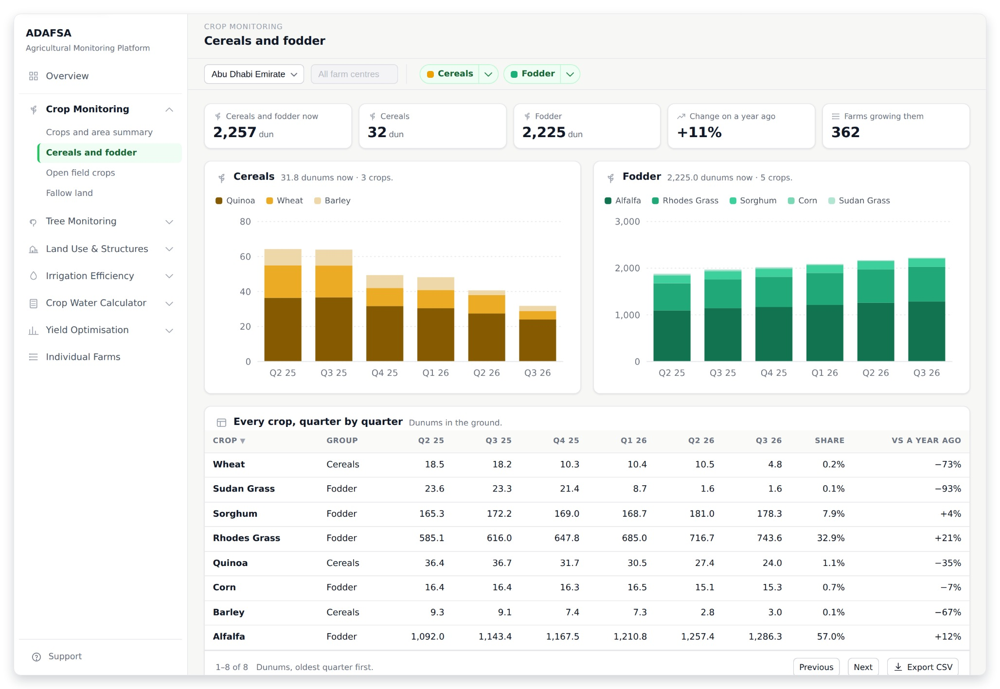 ADAFSA
Agricultural Monitoring Platform
Overview
Crop Monitoring
Crops and area summary
Cereals and fodder
Open field crops
Fallow land
Tree Monitoring
Land Use & Structures
Irrigation Efficiency
Crop Water Calculator
Yield Optimisation
Individual Farms
Support
CROP MONITORING
Cereals and fodder
Abu Dhabi Emirate
All farm centres
Cereals
Fodder
Cereals and fodder now
2,257 dun
Cereals
32 dun
Fodder
2,225 dun
Change on a year ago
+11%
Farms growing them
362
Cereals 31.8 dunums now · 3 crops.
Quinoa Wheat Barley
80
60
40
20
0
Q2 25 Q3 25 Q4 25 Q1 26 Q2 26 Q3 26
Fodder 2,225.0 dunums now · 5 crops.
Alfalfa Rhodes Grass Sorghum Corn Sudan Grass
3,000
2,000
1,000
0
Q2 25 Q3 25 Q4 25 Q1 26 Q2 26 Q3 26
Every crop, quarter by quarter Dunums in the ground.
CROP ▼ GROUP Q2 25 Q3 25 Q4 25 Q1 26 Q2 26 Q3 26 SHARE VS A YEAR AGO
Wheat Cereals 18.5 18.2 10.3 10.4 10.5 4.8 0.2% −73%
Sudan Grass Fodder 23.6 23.3 21.4 8.7 1.6 1.6 0.1% −93%
Sorghum Fodder 165.3 172.2 169.0 168.7 181.0 178.3 7.9% +4%
Rhodes Grass Fodder 585.1 616.0 647.8 685.0 716.7 743.6 32.9% +21%
Quinoa Cereals 36.4 36.7 31.7 30.5 27.4 24.0 1.1% −35%
Corn Fodder 16.4 16.4 16.3 16.5 15.1 15.3 0.7% −7%
Barley Cereals 9.3 9.1 7.4 7.3 2.8 3.0 0.1% −67%
Alfalfa Fodder 1,092.0 1,143.4 1,167.5 1,210.8 1,257.4 1,286.3 57.0% +12%
1–8 of 8 Dunums, oldest quarter first.
Previous Next Export CSV